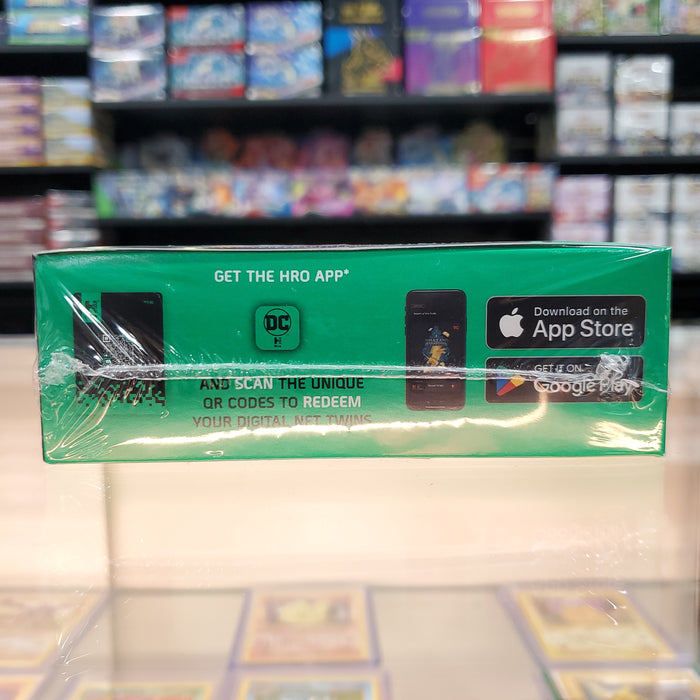 GET THE HRO APP*
DC
H
AND SCAN THE UNIQUE
QR CODES TO REDEEM
YOUR DIGITAL NFT TWINS
Download on the
App Store
GET IT ON
Google Play